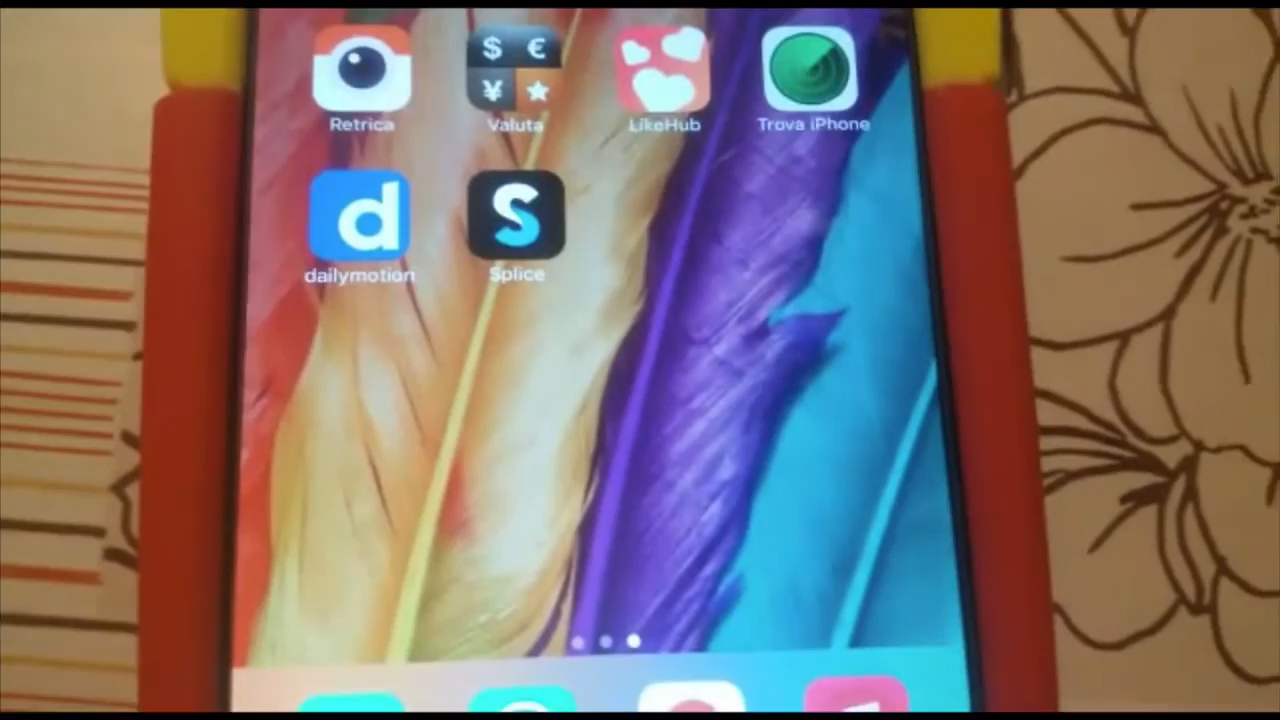 $ €
¥
Retrica Valuta LikeHub Trova iPhone
d S
dailymotion Splice